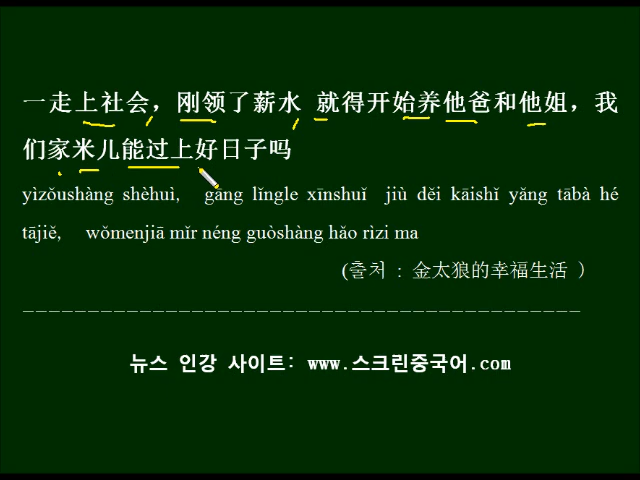 一走上社会，刚领了薪水 就得开始养他爸和他姐，我
们家米儿能过上好日子吗
yìzǒushàng shèhuì, gāng lǐngle xīnshuǐ jiù děi kāishǐ yǎng tābà hé
tājiě, wǒmenjiā mǐr néng guòshàng hǎo rìzi ma
(출처 : 金太狼的幸福生活 )
뉴스 인강 사이트: www.스크린중국어.com